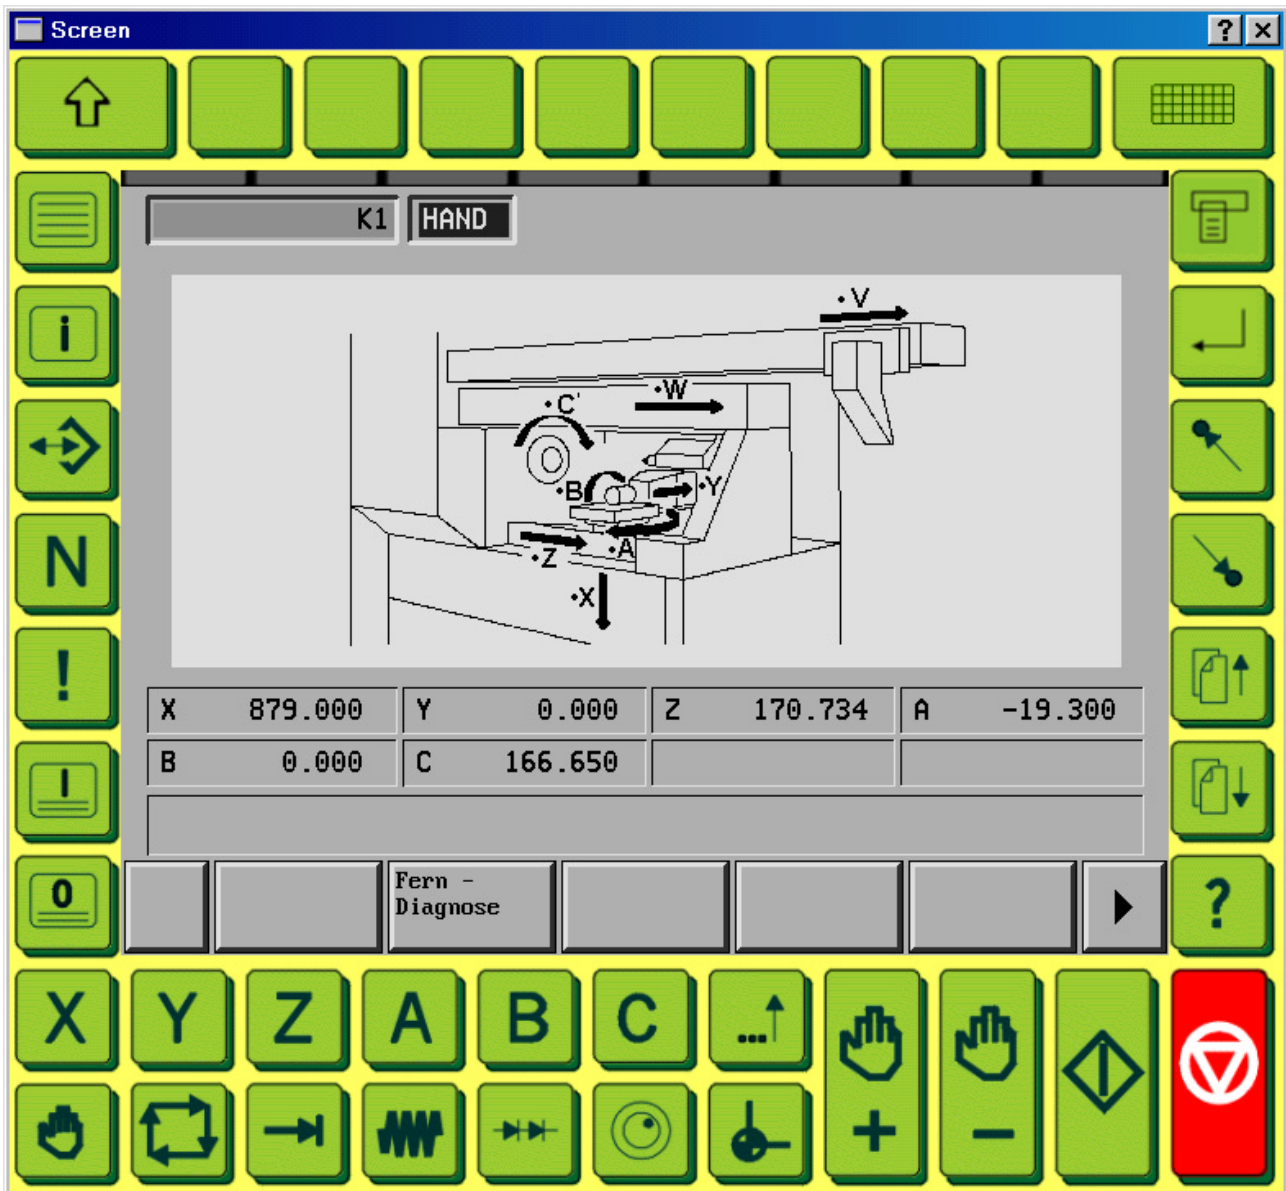 Screen
? ×
i
N
!
I
0
K1 HAND
•V
•W
•C'
•B
•Y
•A
•Z
•X
X 879.000 Y 0.000 Z 170.734 A -19.300
B 0.000 C 166.650
Fern -
Diagnose
?
X Y Z A B C ...
+ −